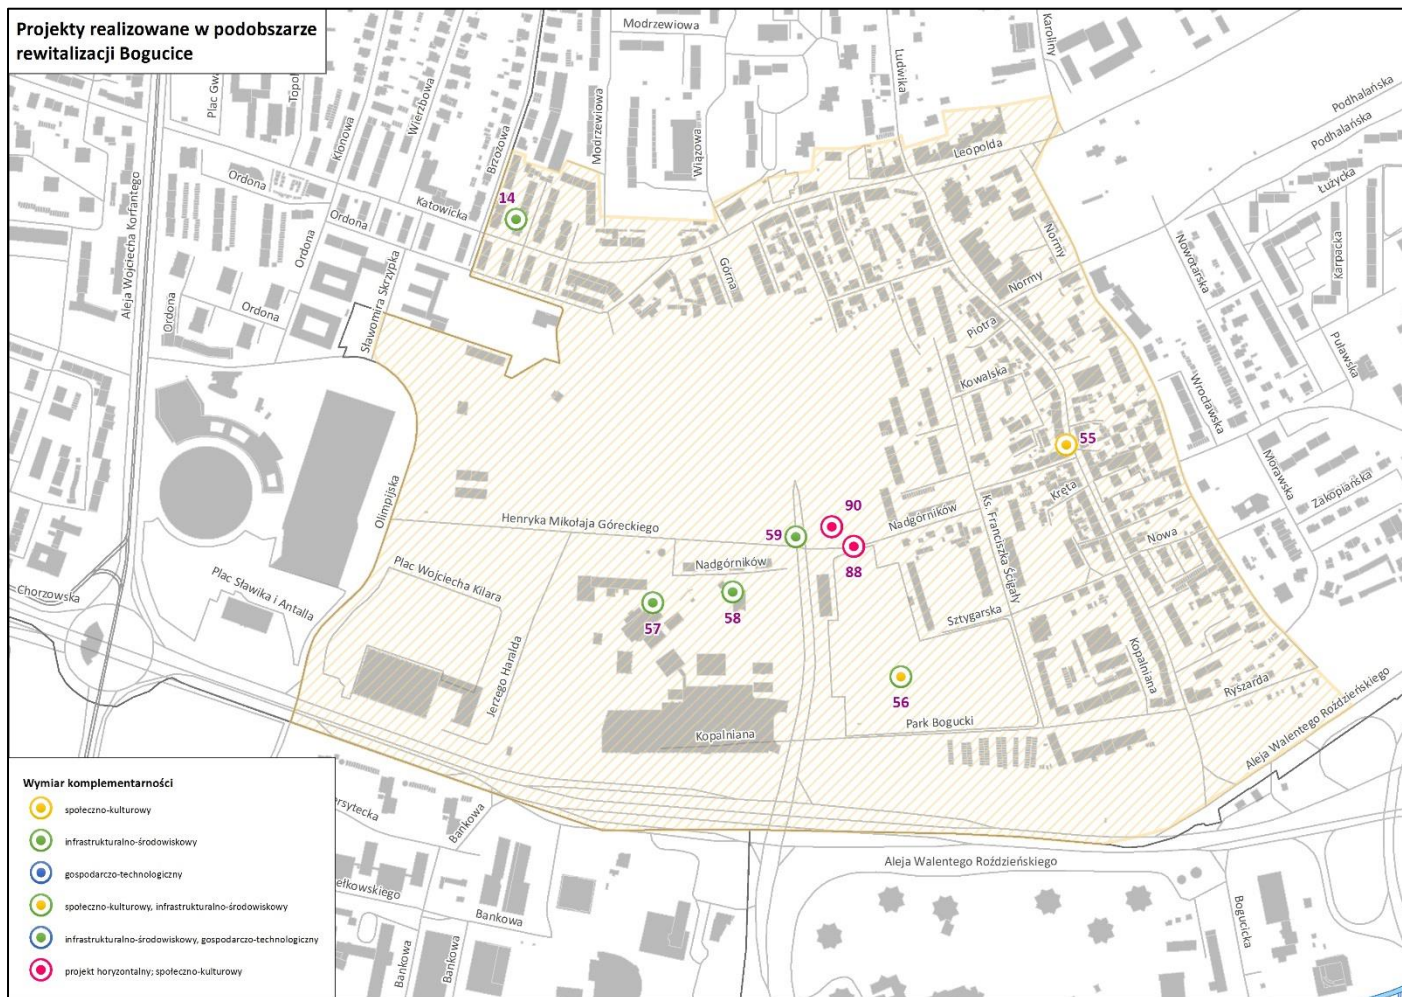 Projekty realizowane w podobszarze
rewitalizacji Bogucice
Modrzewiowa
Karoliny
Ludwika
Plac Gwa
Topol
Klonowa
Wierzbowa
Brzozowa
Modrzewiowa
Wiązowa
Leopolda
Podhalańska
Podhalańska
Łużycka
Aleja Wojciecha Korfantego
Ordona
Katowicka
14
Ordona
Ordona
Sławomira Skrzypka
Górna
Normy
Normy
Nowotarska
Karpacka
Ordona
Ordona
Piotra
Puławska
Kowalska
Wrocławska
55
Morawska
Zakopiańska
Olimpijska
Kręta
90
Henryka Mikołaja Góreckiego
59
Nadgórników
Ks. Franciszka Ścigały
Nowa
Nadgórników
88
Plac Wojciecha Kilara
Plac Sławika i Antalla
Chorzowska
57
58
Sztygarska
Jerzego Haralda
Kopalniana
56
Ryszarda
Park Bogucki
Kopalniana
Aleja Walentego Roździeńskiego
Wymiar komplementarności
społeczno-kulturowy
infrastrukturalno-środowiskowy
gospodarczo-technologiczny
społeczno-kulturowy, infrastrukturalno-środowiskowy
infrastrukturalno-środowiskowy, gospodarczo-technologiczny
projekt horyzontalny; społeczno-kulturowy
ersytecka
Bankowa
ełkowskiego
Bankowa
Bankowa
Bankowa
Aleja Walentego Roździeńskiego
Bogucicka